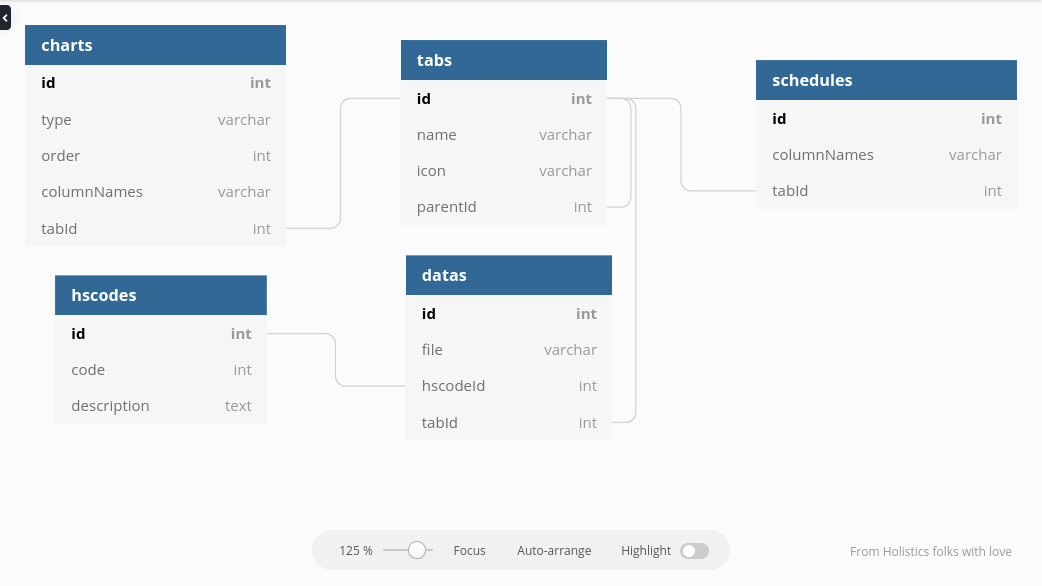 charts
id int
type varchar
order int
columnNames varchar
tabId int
tabs
id int
name varchar
icon varchar
parentId int
schedules
id int
columnNames varchar
tabId int
hscodes
id int
code int
description text
datas
id int
file varchar
hscodeId int
tabId int
125 % Focus Auto-arrange Highlight
From Holistics folks with love